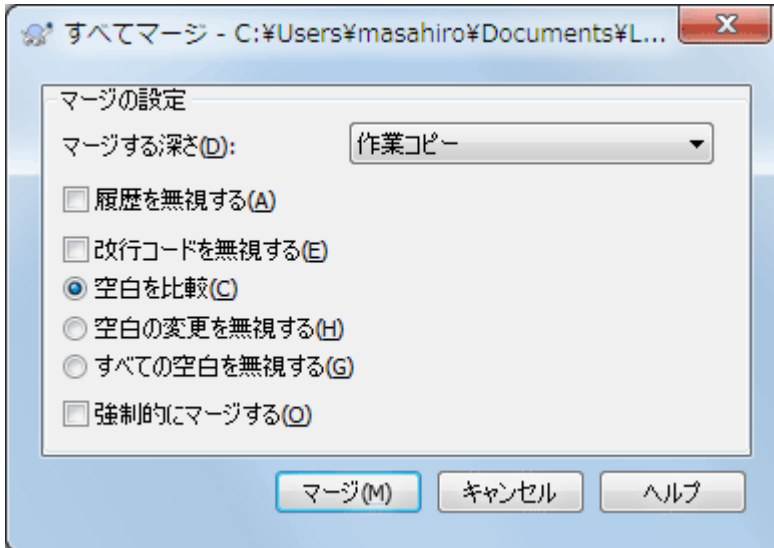 すべてマージ - C:¥Users¥masahiro¥Documents¥L...
マージの設定
マージする深さ(D): 作業コピー
履歴を無視する(A)
改行コードを無視する(E)
空白を比較(C)
空白の変更を無視する(H)
すべての空白を無視する(G)
強制的にマージする(O)
マージ(M) キャンセル ヘルプ